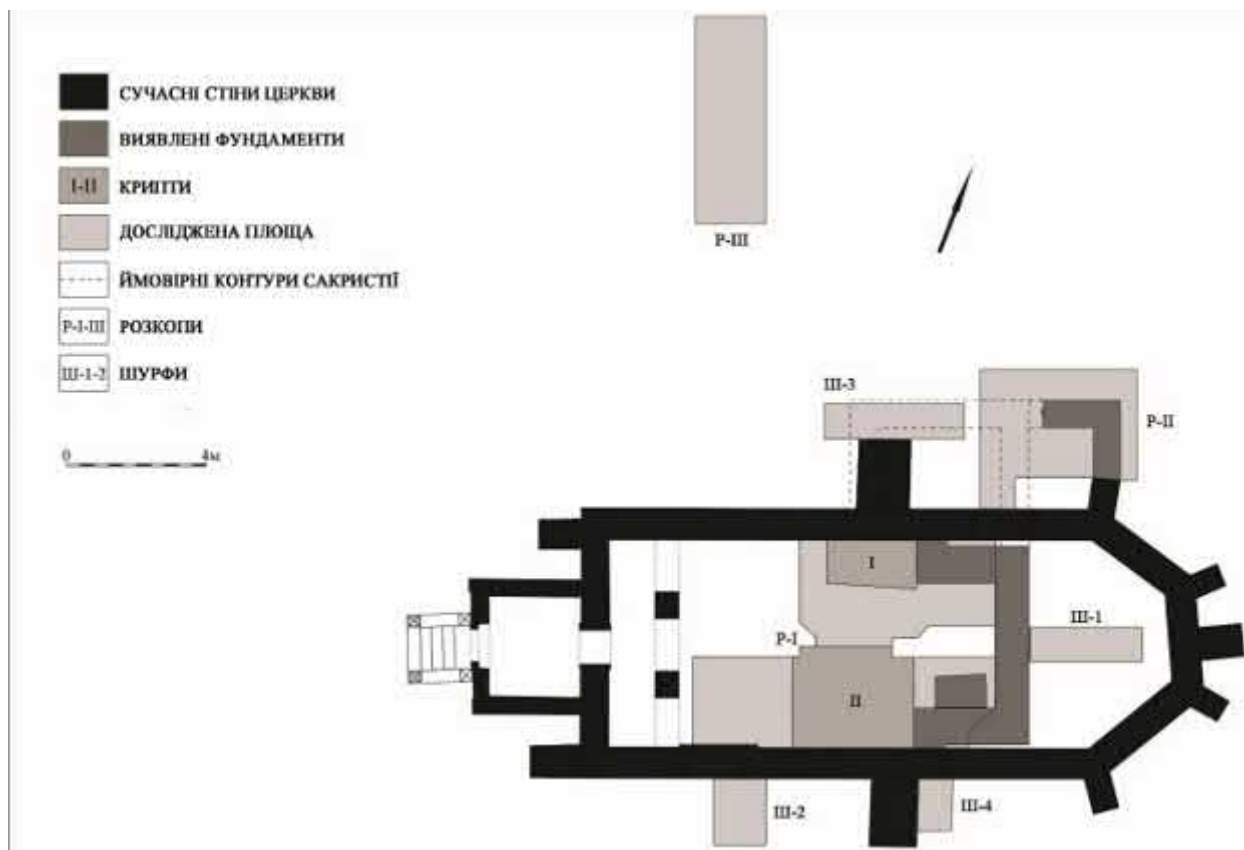 СУЧАСНІ СТІНИ ЦЕРКВИ
ВИЯВЛЕНІ ФУНДАМЕНТИ
І-ІІ КРИПТИ
ДОСЛІДЖЕНА ПЛОЩА
ЙМОВІРНІ КОНТУРИ САКРИСТІЇ
Р-І-ІІІ РОЗКОПИ
Ш-1-2 ШУРФИ
0 4м
Р-ІІІ
Ш-3
Р-ІІ
І
Р-І
Ш-1
ІІ
Ш-2
Ш-4